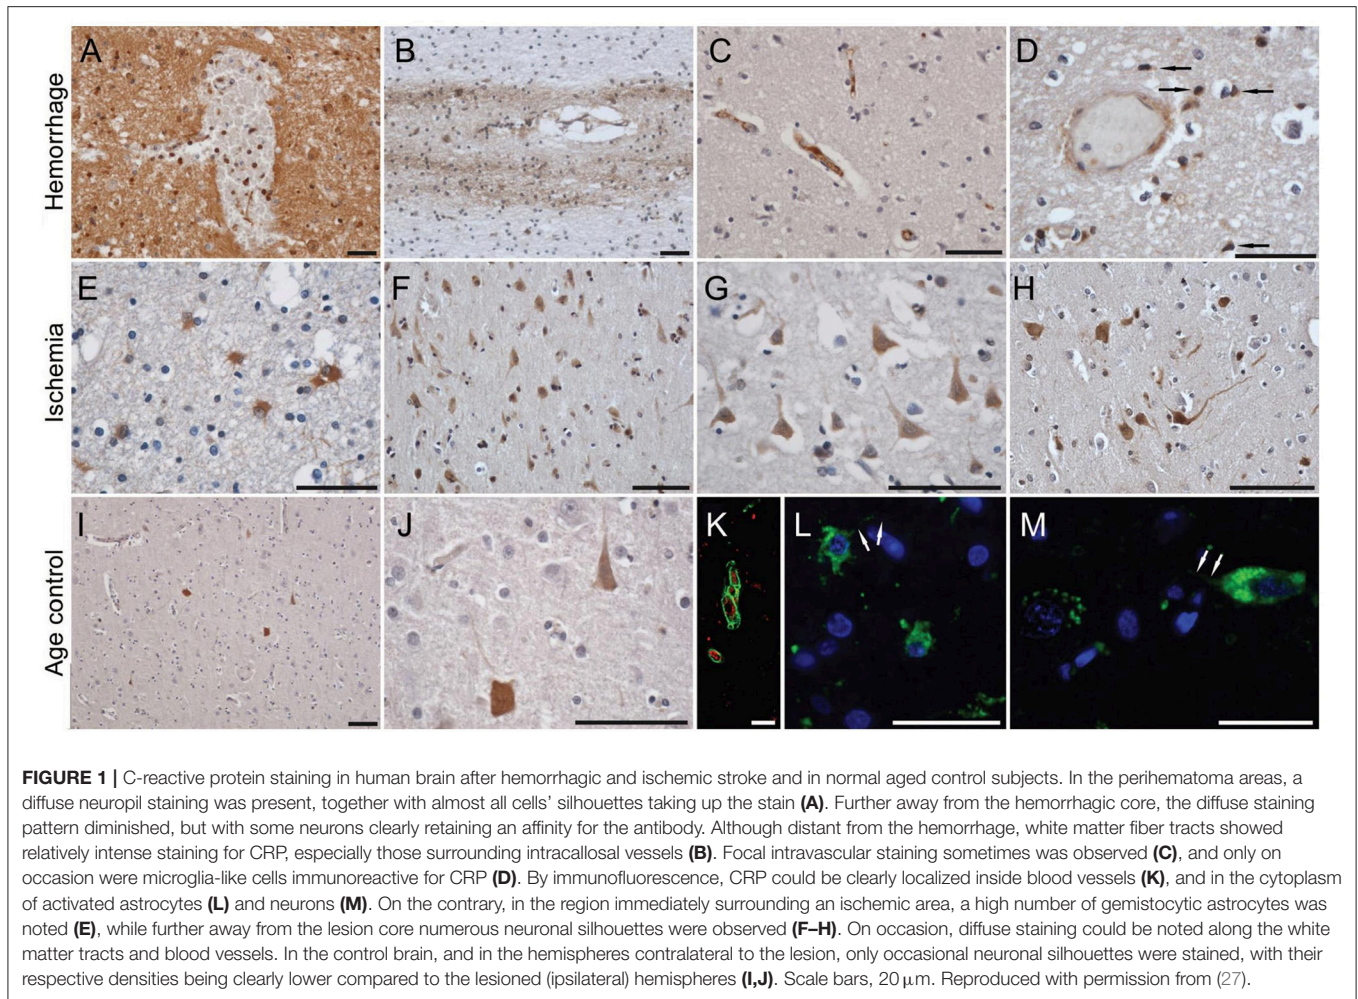 Hemorrhage
A
B
C
D
Ischemia
E
F
G
H
Age control
I
J
K
L
M
FIGURE 1 | C-reactive protein staining in human brain after hemorrhagic and ischemic stroke and in normal aged control subjects. In the perihematoma areas, a
diffuse neuropil staining was present, together with almost all cells' silhouettes taking up the stain (A). Further away from the hemorrhagic core, the diffuse staining
pattern diminished, but with some neurons clearly retaining an affinity for the antibody. Although distant from the hemorrhage, white matter fiber tracts showed
relatively intense staining for CRP, especially those surrounding intracallosal vessels (B). Focal intravascular staining sometimes was observed (C), and only on
occasion were microglia-like cells immunoreactive for CRP (D). By immunofluorescence, CRP could be clearly localized inside blood vessels (K), and in the cytoplasm
of activated astrocytes (L) and neurons (M). On the contrary, in the region immediately surrounding an ischemic area, a high number of gemistocytic astrocytes was
noted (E), while further away from the lesion core numerous neuronal silhouettes were observed (F–H). On occasion, diffuse staining could be noted along the white
matter tracts and blood vessels. In the control brain, and in the hemispheres contralateral to the lesion, only occasional neuronal silhouettes were stained, with their
respective densities being clearly lower compared to the lesioned (ipsilateral) hemispheres (I,J). Scale bars, 20 μm. Reproduced with permission from (27).